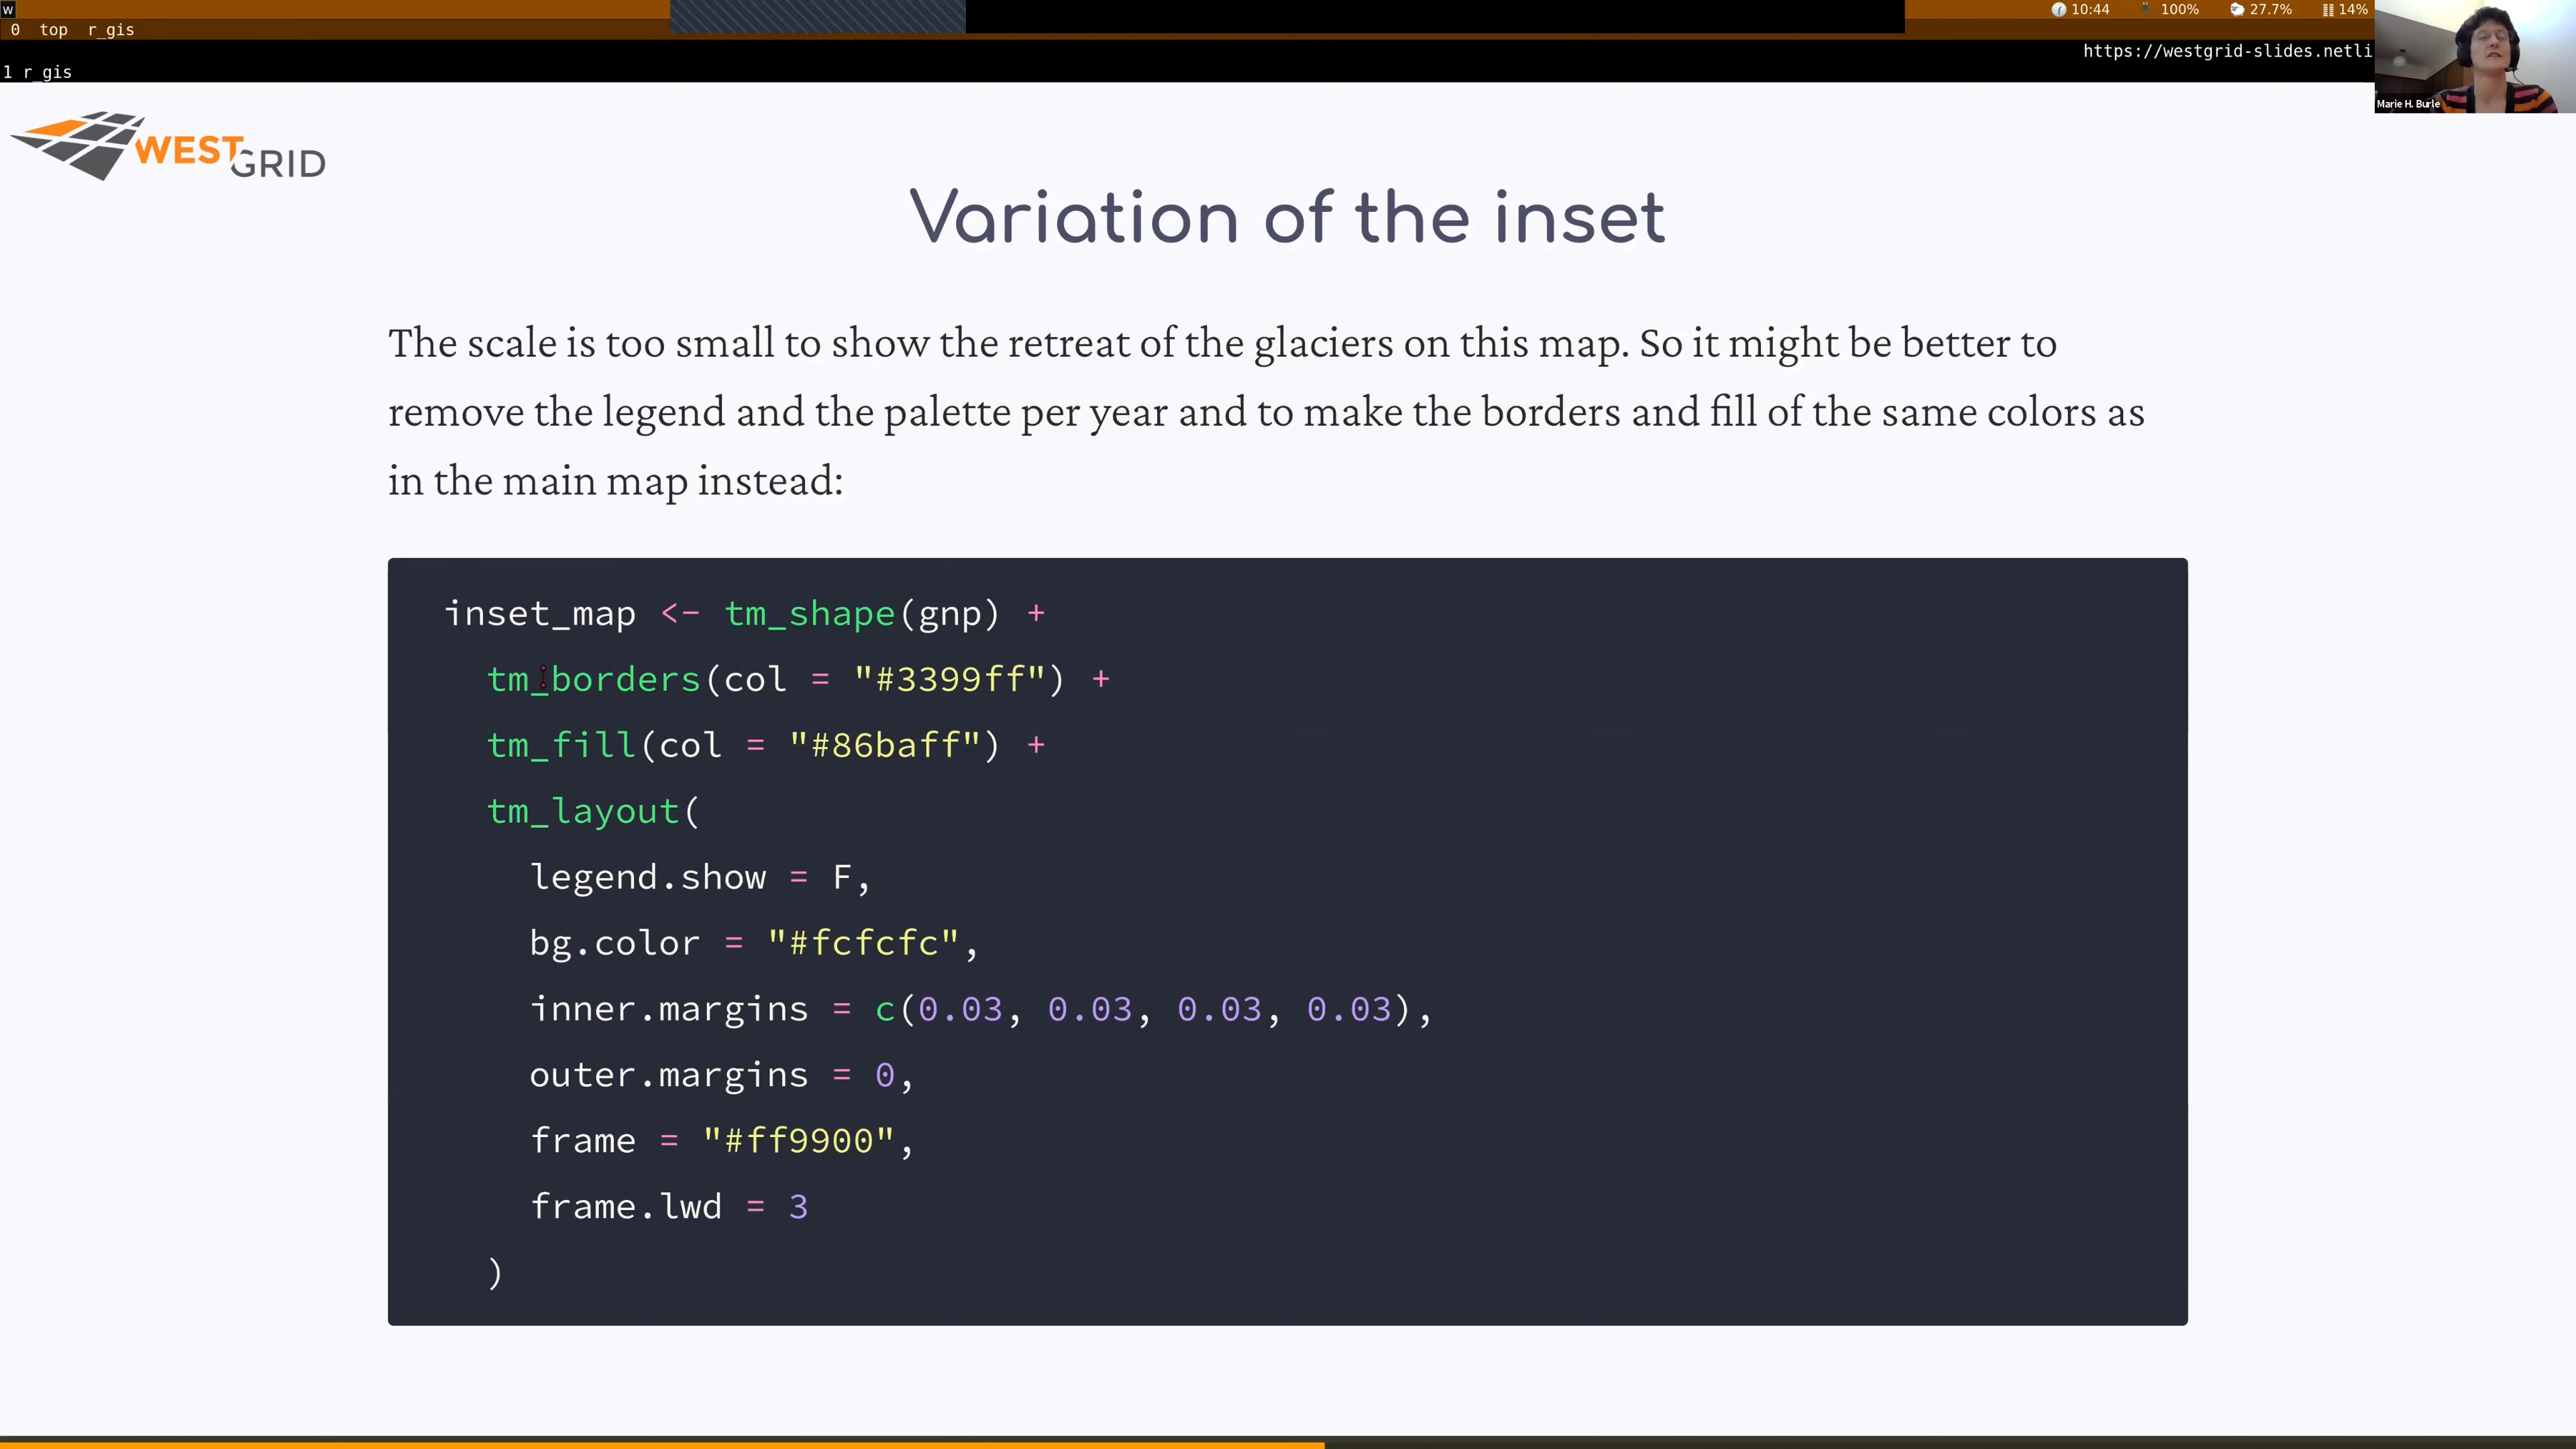 W
10:44 100% 27.7% 14%
0 top r_gis
https://westgrid-slides.netli
1 r_gis
Marie H. Burle
WESTGRID
Variation of the inset
The scale is too small to show the retreat of the glaciers on this map. So it might be better to
remove the legend and the palette per year and to make the borders and fill of the same colors as
in the main map instead:
inset_map <- tm_shape(gnp) +
tm_borders(col = "#3399ff") +
tm_fill(col = "#86baff") +
tm_layout(
legend.show = F,
bg.color = "#fcfcfc",
inner.margins = c(0.03, 0.03, 0.03, 0.03),
outer.margins = 0,
frame = "#ff9900",
frame.lwd = 3
)